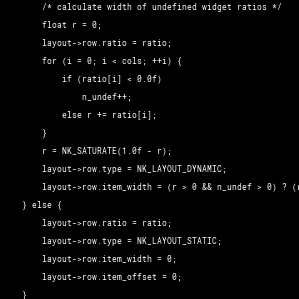 /* calculate width of undefined widget ratios */
float r = 0;
layout->row.ratio = ratio;
for (i = 0; i < cols; ++i) {
if (ratio[i] < 0.0f)
n_undef++;
else r += ratio[i];
}
r = NK_SATURATE(1.0f - r);
layout->row.type = NK_LAYOUT_DYNAMIC;
layout->row.item_width = (r > 0 && n_undef > 0) ? (r
} else {
layout->row.ratio = ratio;
layout->row.type = NK_LAYOUT_STATIC;
layout->row.item_width = 0;
layout->row.item_offset = 0;
}